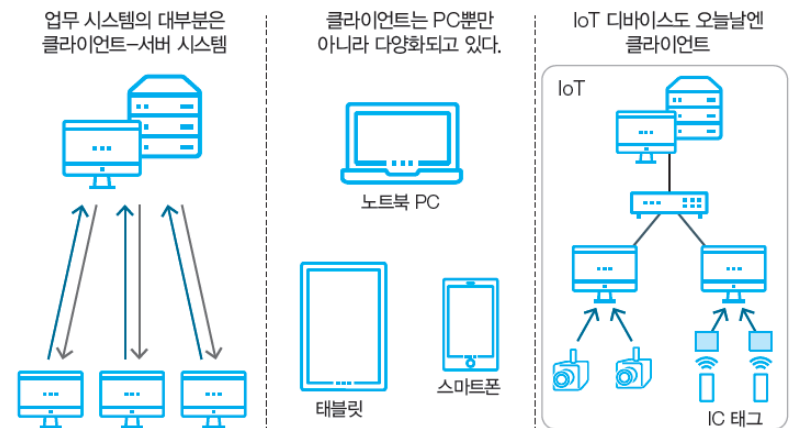 업무 시스템의 대부분은
클라이언트-서버 시스템
클라이언트는 PC뿐만
아니라 다양화되고 있다.
노트북 PC
태블릿
스마트폰
IoT 디바이스도 오늘날엔
클라이언트
IoT
IC 태그